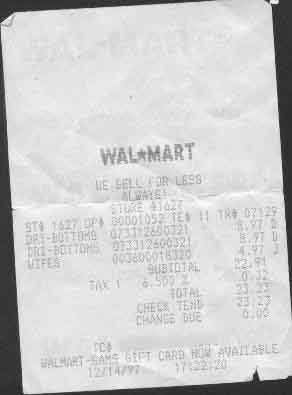 WAL★MART
WE SELL FOR LESS
ALWAYS!
STORE #1627
ST# 1627 OP# 00001052 TE# 11 TR# 07129
DRI-BOTTOMS 073312600321 8.97 D
DRI-BOTTOMS 073312600321 8.97 D
WIPES 003600018320 4.97 J
SUBTOTAL 22.91
TAX 1 6.500 % 0.32
TOTAL 23.23
CHECK TEND 23.23
CHANGE DUE 0.00
TC#
WALMART-SAMS GIFT CARD NOW AVAILABLE
12/14/97 17:22:20